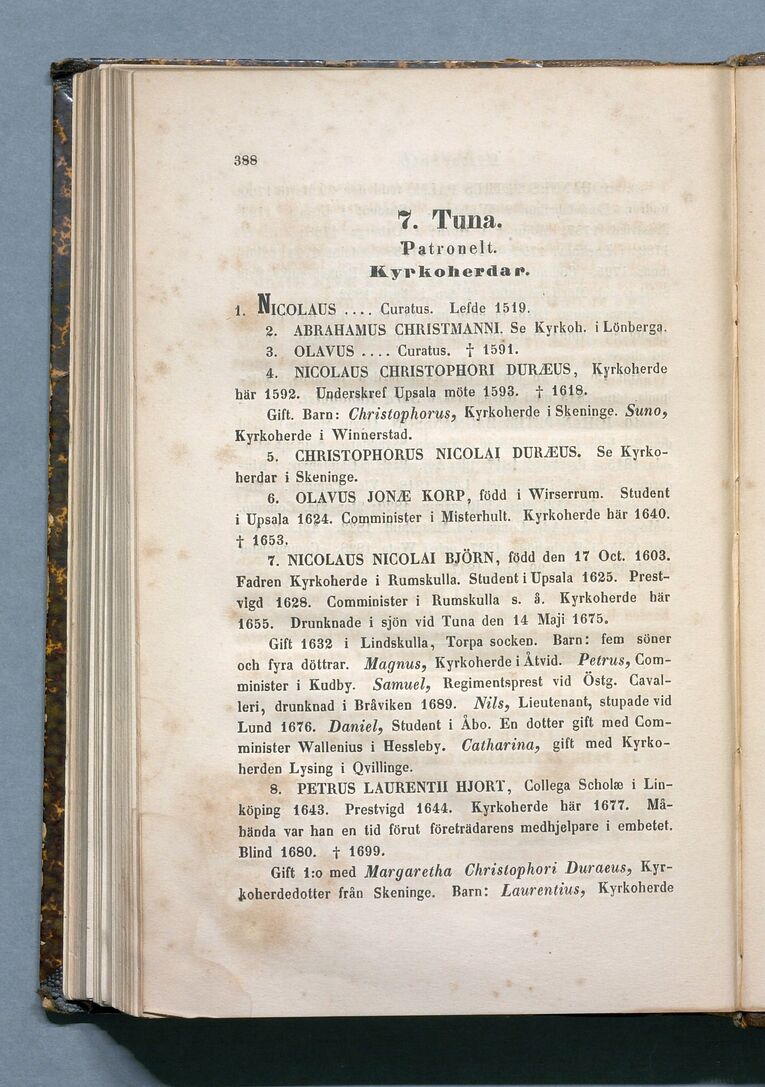 388
7. Tuna.
Patronelt.
Kyrkoherdar.
1. NICOLAUS .... Curatus. Lefde 1519.
2. ABRAHAMUS CHRISTMANNI. Se Kyrkoh. i Lönberga.
3. OLAVUS .... Curatus. † 1591.
4. NICOLAUS CHRISTOPHORI DURÆUS, Kyrkoherde
här 1592. Underskref Upsala möte 1593. † 1618.
Gift. Barn: Christophorus, Kyrkoherde i Skeninge. Suno,
Kyrkoherde i Winnerstad.
5. CHRISTOPHORUS NICOLAI DURÆUS. Se Kyrko-
herdar i Skeninge.
6. OLAVUS JONÆ KORP, född i Wirserrum. Student
i Upsala 1624. Comminister i Misterhult. Kyrkoherde här 1640.
† 1653.
7. NICOLAUS NICOLAI BJÖRN, född den 17 Oct. 1603.
Fadren Kyrkoherde i Rumskulla. Student i Upsala 1625. Prest-
vigd 1628. Comminister i Rumskulla s. å. Kyrkoherde här
1655. Drunknade i sjön vid Tuna den 14 Maji 1675.
Gift 1632 i Lindskulla, Torpa socken. Barn: fem söner
och fyra döttrar. Magnus, Kyrkoherde i Åtvid. Petrus, Com-
minister i Kudby. Samuel, Regimentsprest vid Östg. Caval-
leri, drunknad i Bråviken 1689. Nils, Lieutenant, stupade vid
Lund 1676. Daniel, Student i Åbo. En dotter gift med Com-
minister Wallenius i Hessleby. Catharina, gift med Kyrko-
herden Lysing i Qvillinge.
8. PETRUS LAURENTII HJORT, Collega Scholæ i Lin-
köping 1643. Prestvigd 1644. Kyrkoherde här 1677. Må-
hända var han en tid förut företrädarens medhjelpare i embetet.
Blind 1680. † 1699.
Gift 1:o med Margaretha Christophori Duraeus, Kyr-
koherdedotter från Skeninge. Barn: Laurentius, Kyrkoherde